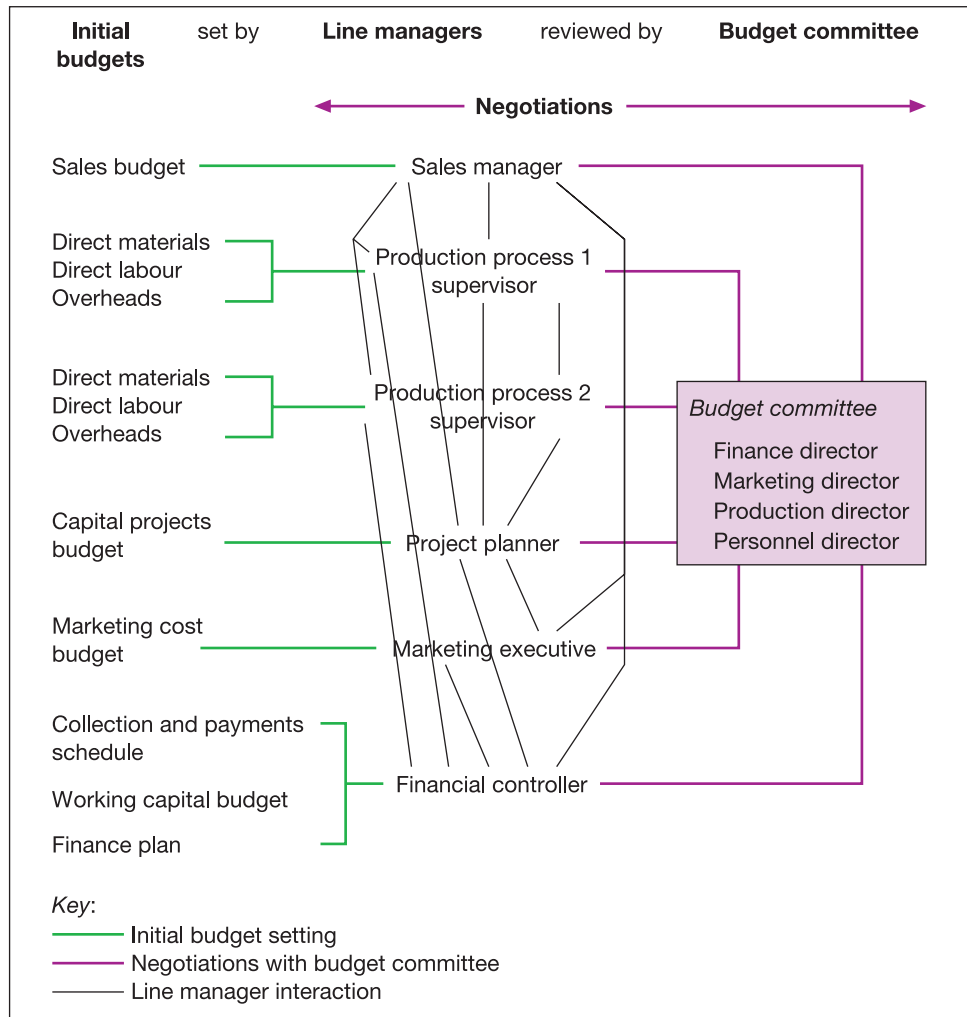 Initial budgets set by Line managers reviewed by Budget committee
Negotiations
Sales budget Sales manager
Direct materials
Direct labour
Overheads
Production process 1
supervisor
Direct materials
Direct labour
Overheads
Production process 2
supervisor
Budget committee
Finance director
Marketing director
Production director
Personnel director
Capital projects
budget
Project planner
Marketing cost
budget
Marketing executive
Collection and payments
schedule
Working capital budget
Finance plan
Financial controller
Key:
Initial budget setting
Negotiations with budget committee
Line manager interaction